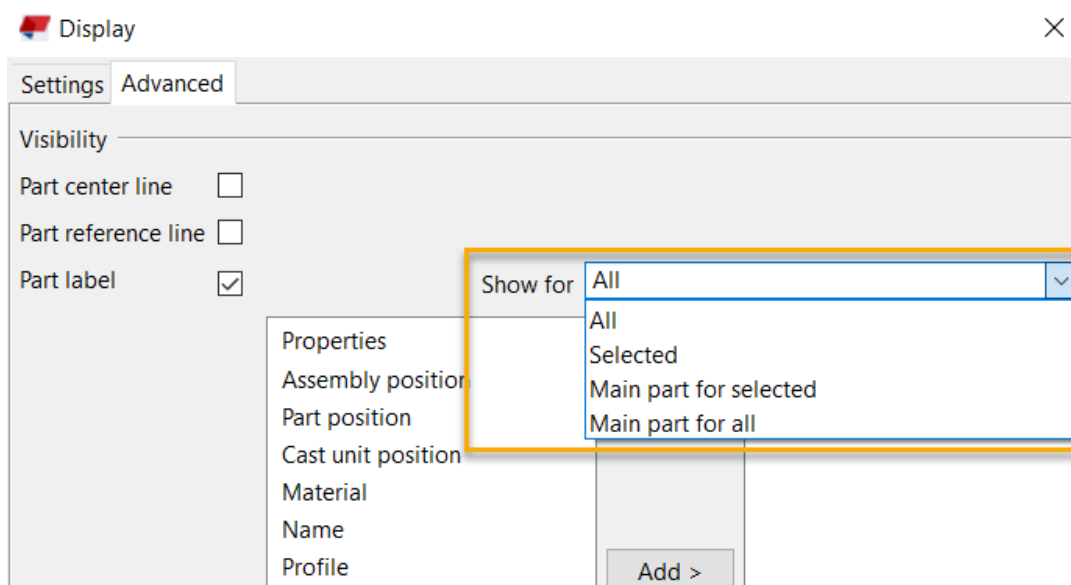 Display
Settings Advanced
Visibility
Part center line
Part reference line
Part label
Show for All
All
Selected
Main part for selected
Main part for all
Properties
Assembly position
Part position
Cast unit position
Material
Name
Profile
Add >